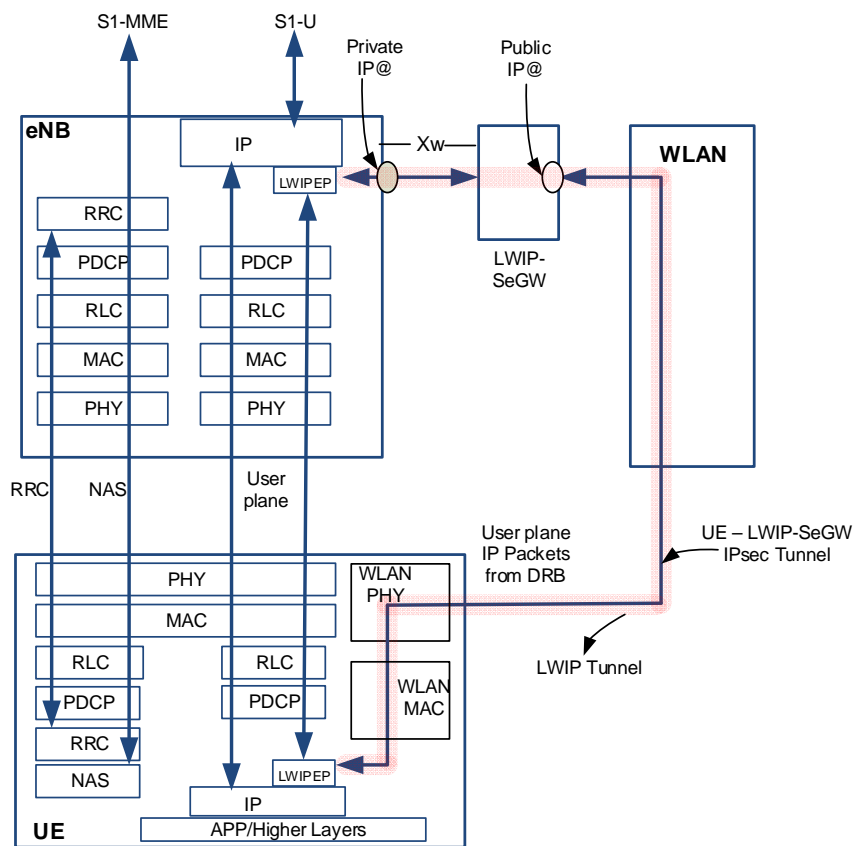 S1-MME
S1-U
Private
IP@
Public
IP@
eNB
IP
Xw
WLAN
LWIPEP
RRC
PDCP
PDCP
LWIP-
SeGW
RLC
RLC
MAC
MAC
PHY
PHY
RRC
NAS
User
plane
User plane
IP Packets
from DRB
UE – LWIP-SeGW
IPsec Tunnel
PHY
WLAN
PHY
MAC
LWIP Tunnel
RLC
RLC
WLAN
MAC
PDCP
PDCP
RRC
NAS
LWIPEP
IP
APP/Higher Layers
UE